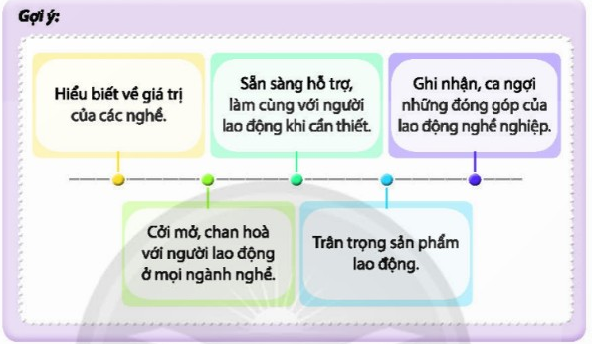 Gợi ý:
Hiểu biết về giá trị
của các nghề.
Sẵn sàng hỗ trợ,
làm cùng với người
lao động khi cần thiết.
Ghi nhận, ca ngợi
những đóng góp của
lao động nghề nghiệp.
Cởi mở, chan hoà
với người lao động
ở mọi ngành nghề.
Trân trọng sản phẩm
lao động.